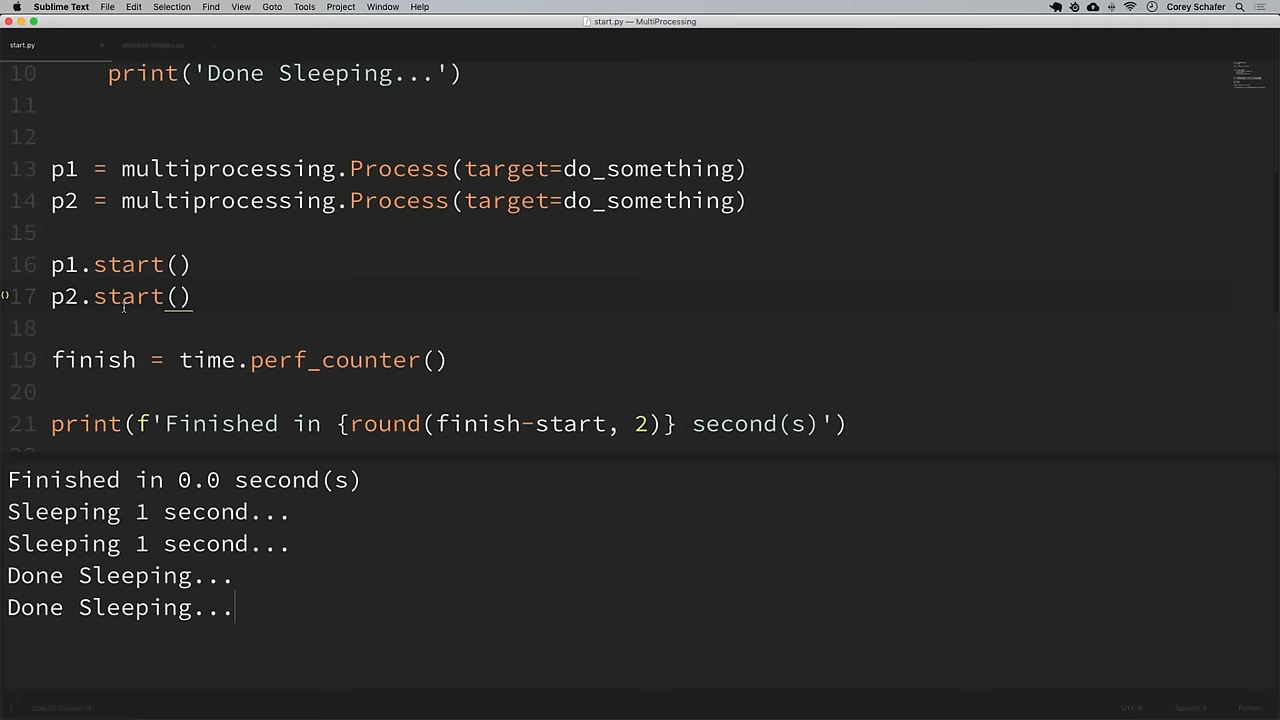 Sublime Text File Edit Selection Find View Goto Tools Project Window Help Corey Schafer
start.py — MultiProcessing
start.py
10 print('Done Sleeping...')
11
12
13 p1 = multiprocessing.Process(target=do_something)
14 p2 = multiprocessing.Process(target=do_something)
15
16 p1.start()
17 p2.start()
18
19 finish = time.perf_counter()
20
21 print(f'Finished in {round(finish-start, 2)} second(s)')
Finished in 0.0 second(s)
Sleeping 1 second...
Sleeping 1 second...
Done Sleeping...
Done Sleeping...
UTF-8 Python